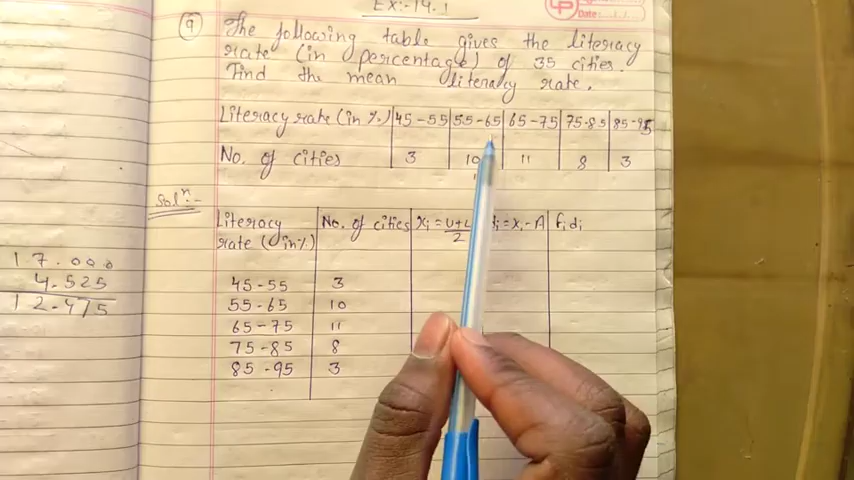 Ex:-14.1
Date:
9 The following table gives the literacy
rate (in percentage) of 35 cities.
Find the mean literacy rate.
Literacy rate (in %.) 45-55 55-65 65-75 75-85 85-95
No. of cities 3 10 11 8 3
Solⁿ:-
Literacy rate (in%) No. of cities xi = U+L/2 di = xi - A fidi
45-55 3
55-65 10
65-75 11
75-85 8
85-95 3
17.000
4.525
12.475